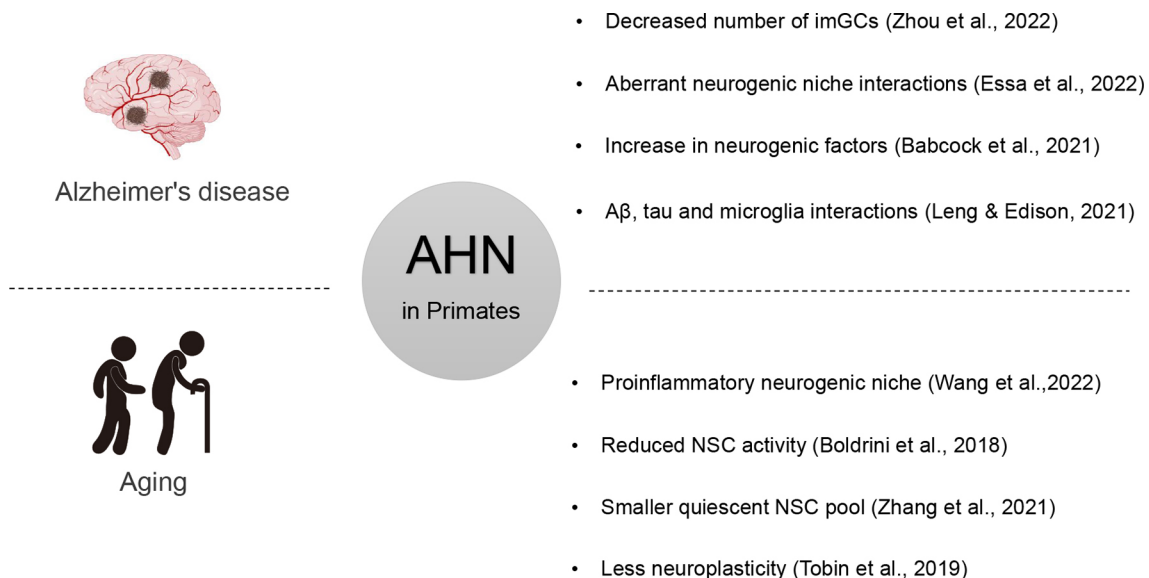 • Decreased number of imGCs (Zhou et al., 2022)
• Aberrant neurogenic niche interactions (Essa et al., 2022)
• Increase in neurogenic factors (Babcock et al., 2021)
Alzheimer's disease
• Aβ, tau and microglia interactions (Leng & Edison, 2021)
AHN
in Primates
• Proinflammatory neurogenic niche (Wang et al.,2022)
• Reduced NSC activity (Boldrini et al., 2018)
Aging
• Smaller quiescent NSC pool (Zhang et al., 2021)
• Less neuroplasticity (Tobin et al., 2019)